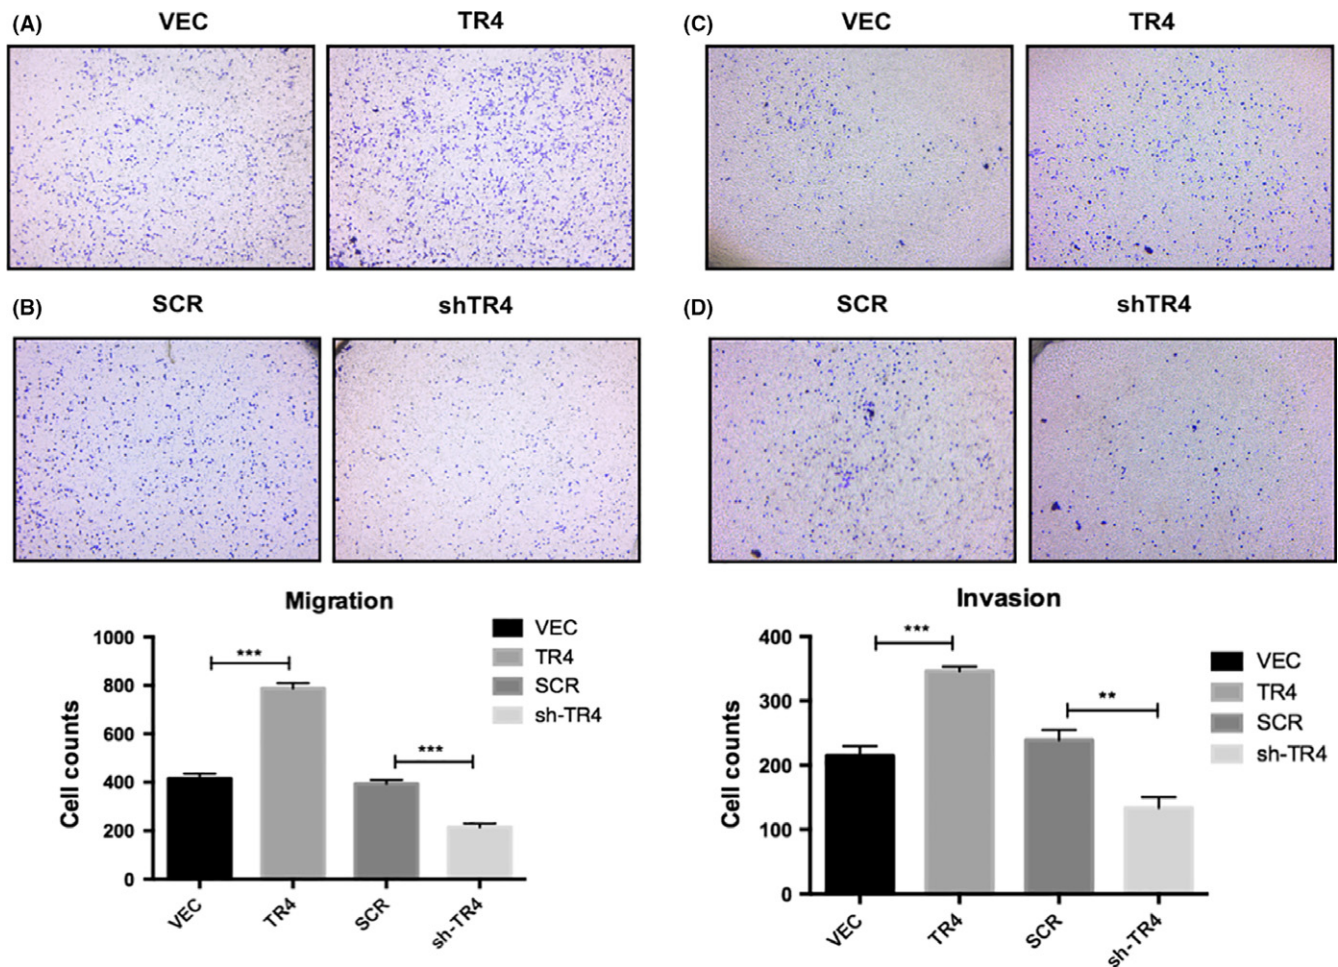 (A) VEC TR4
(C) VEC TR4
(B) SCR shTR4
(D) SCR shTR4
Migration
1000
800
600
400
200
0
Cell counts
***
***
VEC
TR4
SCR
sh-TR4
VEC TR4 SCR sh-TR4
Invasion
400
300
200
100
0
Cell counts
***
**
VEC
TR4
SCR
sh-TR4
VEC TR4 SCR sh-TR4